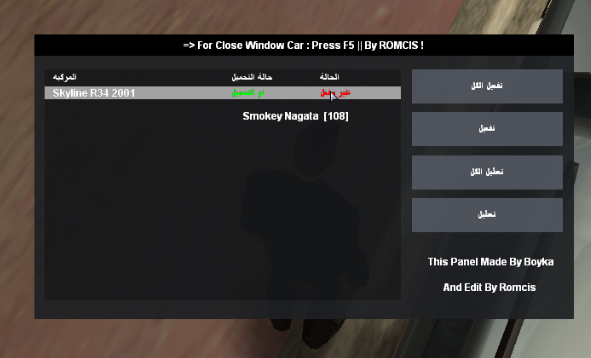 => For Close Window Car : Press F5 || By ROMCIS !
المركبه حالة التحميل الحالة
Skyline R34 2001 تم التحميل غير مفعل
Smokey Nagata [108]
تفعيل الكل
تفعيل
تعطيل الكل
تعطيل
This Panel Made By Boyka
And Edit By Romcis